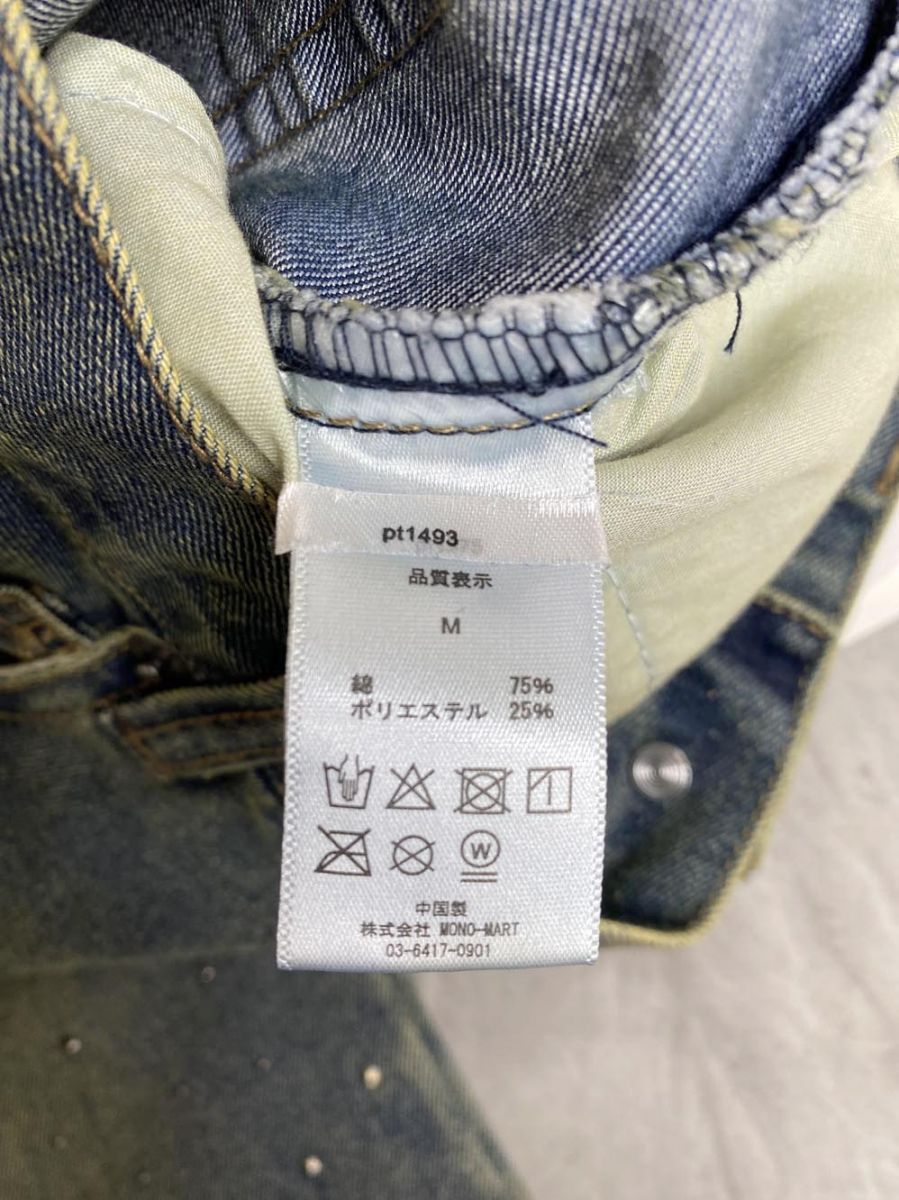 pt1493
品質表示
M
綿 75%
ポリエステル 25%
W
中国製
株式会社 MONO-MART
03-6417-0901